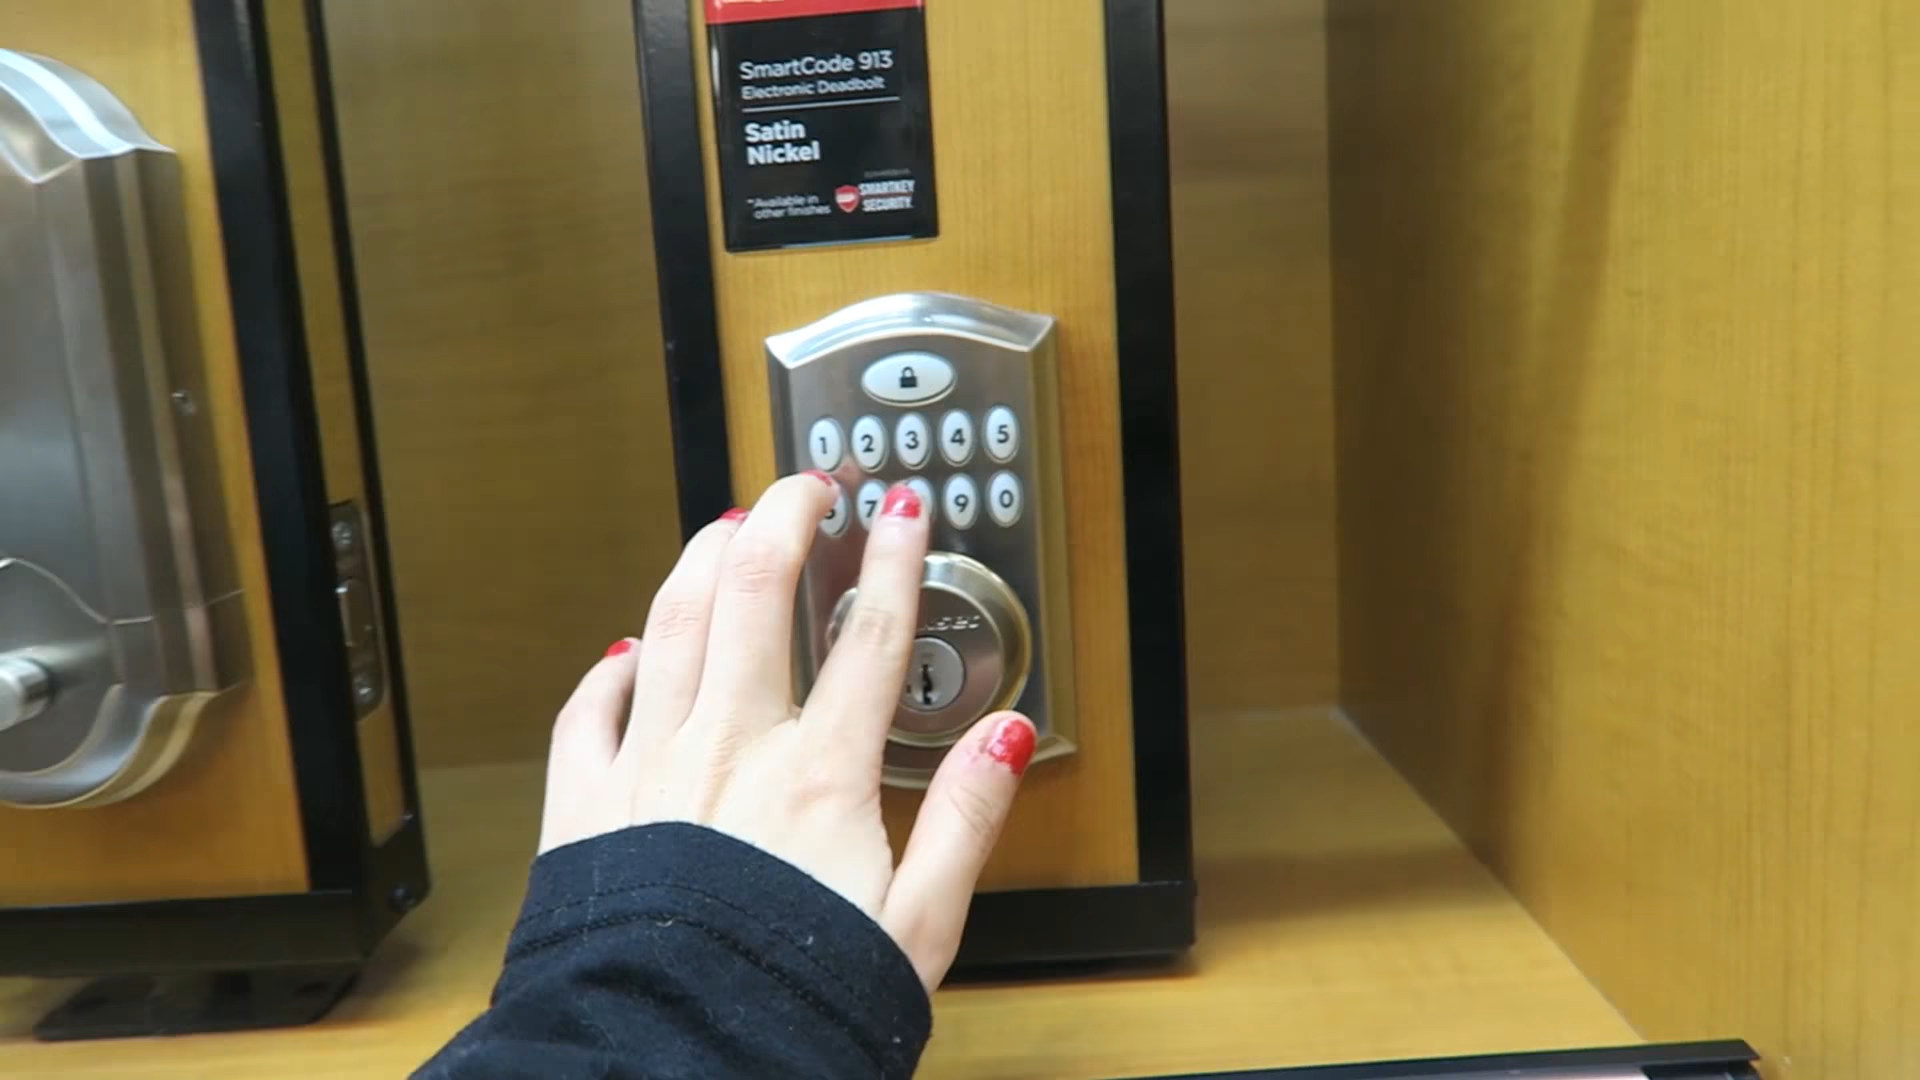 SmartCode 913
Electronic Deadbolt
Satin
Nickel
*Available in
other finishes
SMARTKEY
SECURITY
1 2 3 4 5
7 9 0